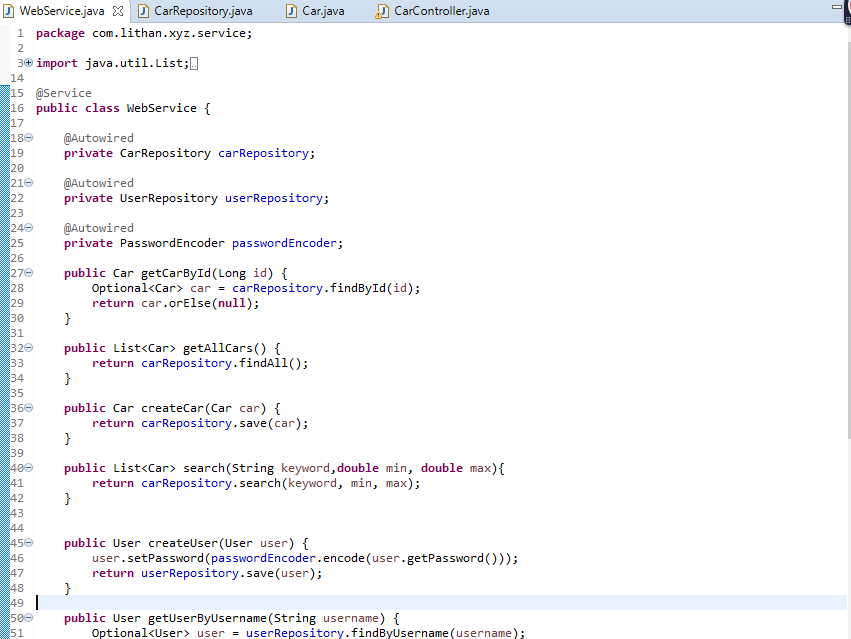 WebService.java CarRepository.java Car.java CarController.java
1 package com.lithan.xyz.service;
2
3 import java.util.List;
14
15 @Service
16 public class WebService {
17
18 @Autowired
19 private CarRepository carRepository;
20
21 @Autowired
22 private UserRepository userRepository;
23
24 @Autowired
25 private PasswordEncoder passwordEncoder;
26
27 public Car getCarById(Long id) {
28 Optional<Car> car = carRepository.findById(id);
29 return car.orElse(null);
30 }
31
32 public List<Car> getAllCars() {
33 return carRepository.findAll();
34 }
35
36 public Car createCar(Car car) {
37 return carRepository.save(car);
38 }
39
40 public List<Car> search(String keyword,double min, double max){
41 return carRepository.search(keyword, min, max);
42 }
43
44
45 public User createUser(User user) {
46 user.setPassword(passwordEncoder.encode(user.getPassword()));
47 return userRepository.save(user);
48 }
49
50 public User getUserByUsername(String username) {
51 Optional<User> user = userRepository.findByUsername(username);